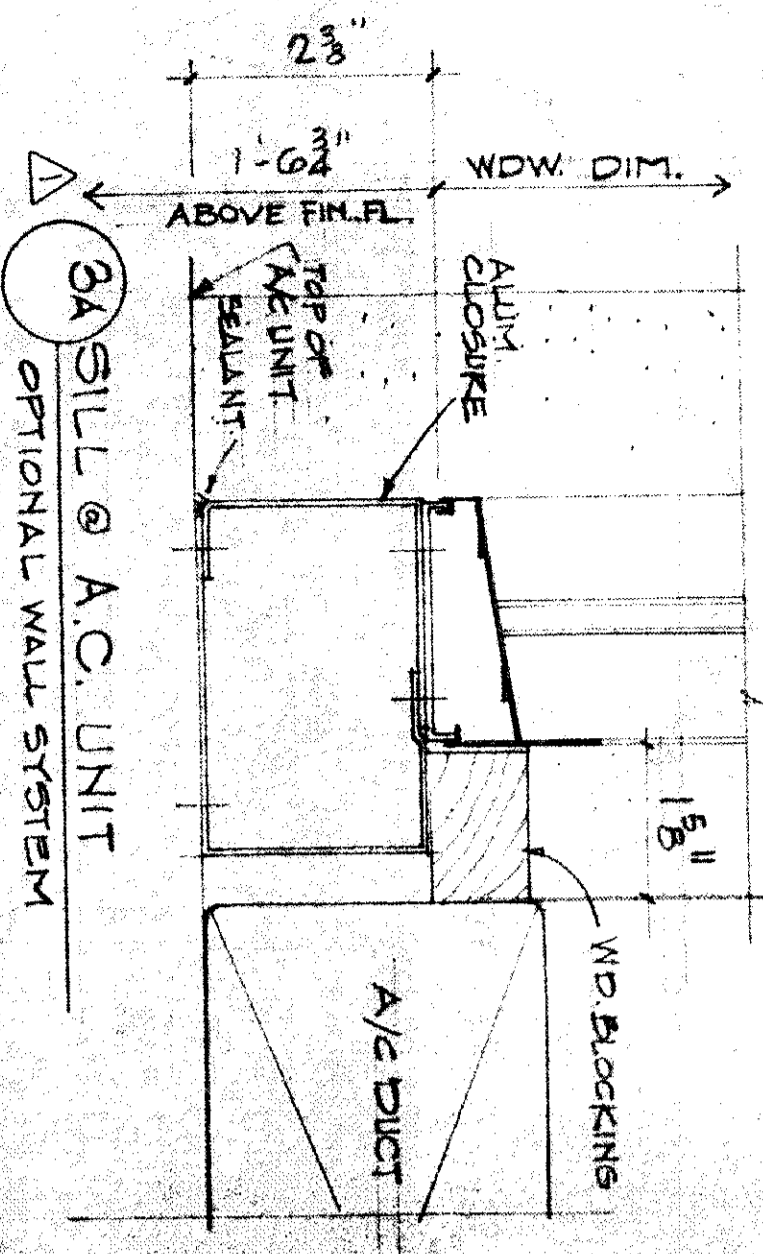 2 5/8"
1'-6 3/4"
ABOVE FIN. FL.
WDW. DIM.
ALUM.
CLOSURE
TOP OF
A/C UNIT
SEALANT
1 5/8"
WD. BLOCKING
A/C DUCT
1
3A SILL @ A.C. UNIT
OPTIONAL WALL SYSTEM